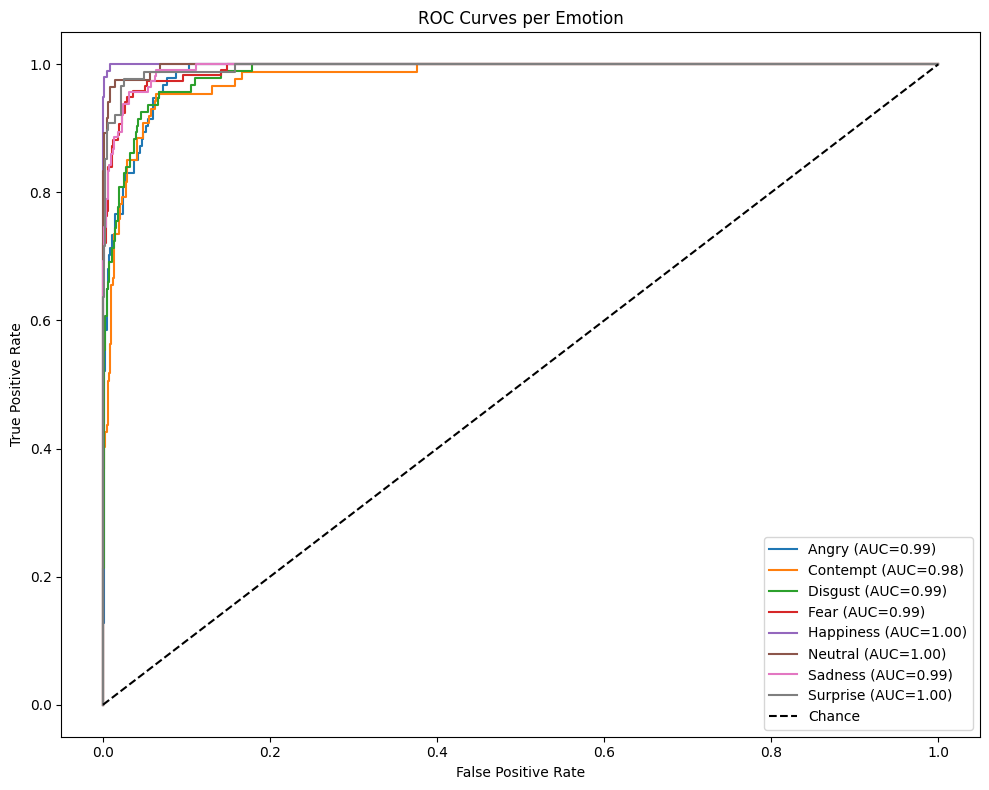 ROC Curves per Emotion
True Positive Rate
1.0
0.8
0.6
0.4
0.2
0.0
0.0
0.2
0.4
0.6
0.8
1.0
False Positive Rate
Angry (AUC=0.99)
Contempt (AUC=0.98)
Disgust (AUC=0.99)
Fear (AUC=0.99)
Happiness (AUC=1.00)
Neutral (AUC=1.00)
Sadness (AUC=0.99)
Surprise (AUC=1.00)
Chance